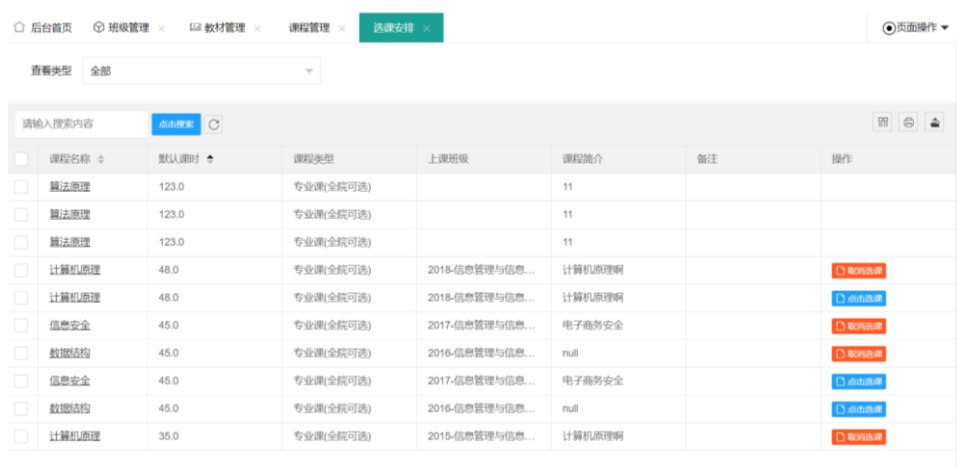 后台首页 班级管理 × 教材管理 × 课程管理 × 选课安排 × 页面操作
查看类型 全部
请输入搜索内容 点击搜索
课程名称 默认课时 课程类型 上课班级 课程简介 备注 操作
算法原理 123.0 专业课(全院可选) 11
算法原理 123.0 专业课(全院可选) 11
算法原理 123.0 专业课(全院可选) 11
计算机原理 48.0 专业课(全院可选) 2018-信息管理与信息... 计算机原理啊 取消选课
计算机原理 48.0 专业课(全院可选) 2018-信息管理与信息... 计算机原理啊 点击选课
信息安全 45.0 专业课(全院可选) 2017-信息管理与信息... 电子商务安全 取消选课
数据结构 45.0 专业课(全院可选) 2016-信息管理与信息... null 取消选课
信息安全 45.0 专业课(全院可选) 2017-信息管理与信息... 电子商务安全 点击选课
数据结构 45.0 专业课(全院可选) 2016-信息管理与信息... null 点击选课
计算机原理 35.0 专业课(全院可选) 2015-信息管理与信息... 计算机原理啊 取消选课